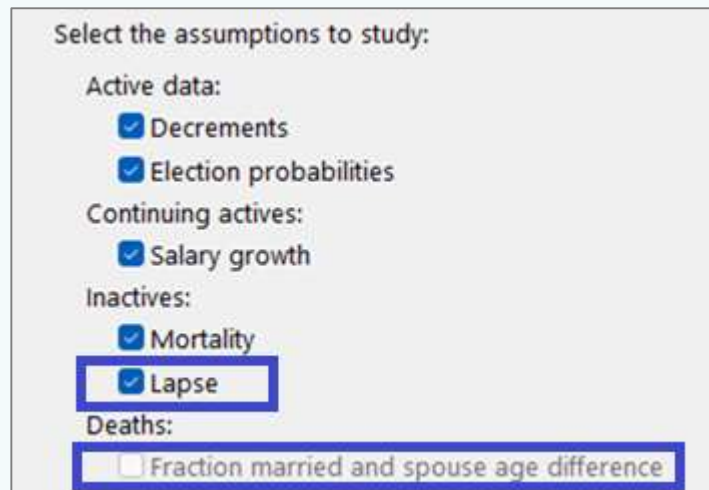 Select the assumptions to study:
Active data:
Decrements
Election probabilities
Continuing actives:
Salary growth
Inactives:
Mortality
Lapse
Deaths:
Fraction married and spouse age difference